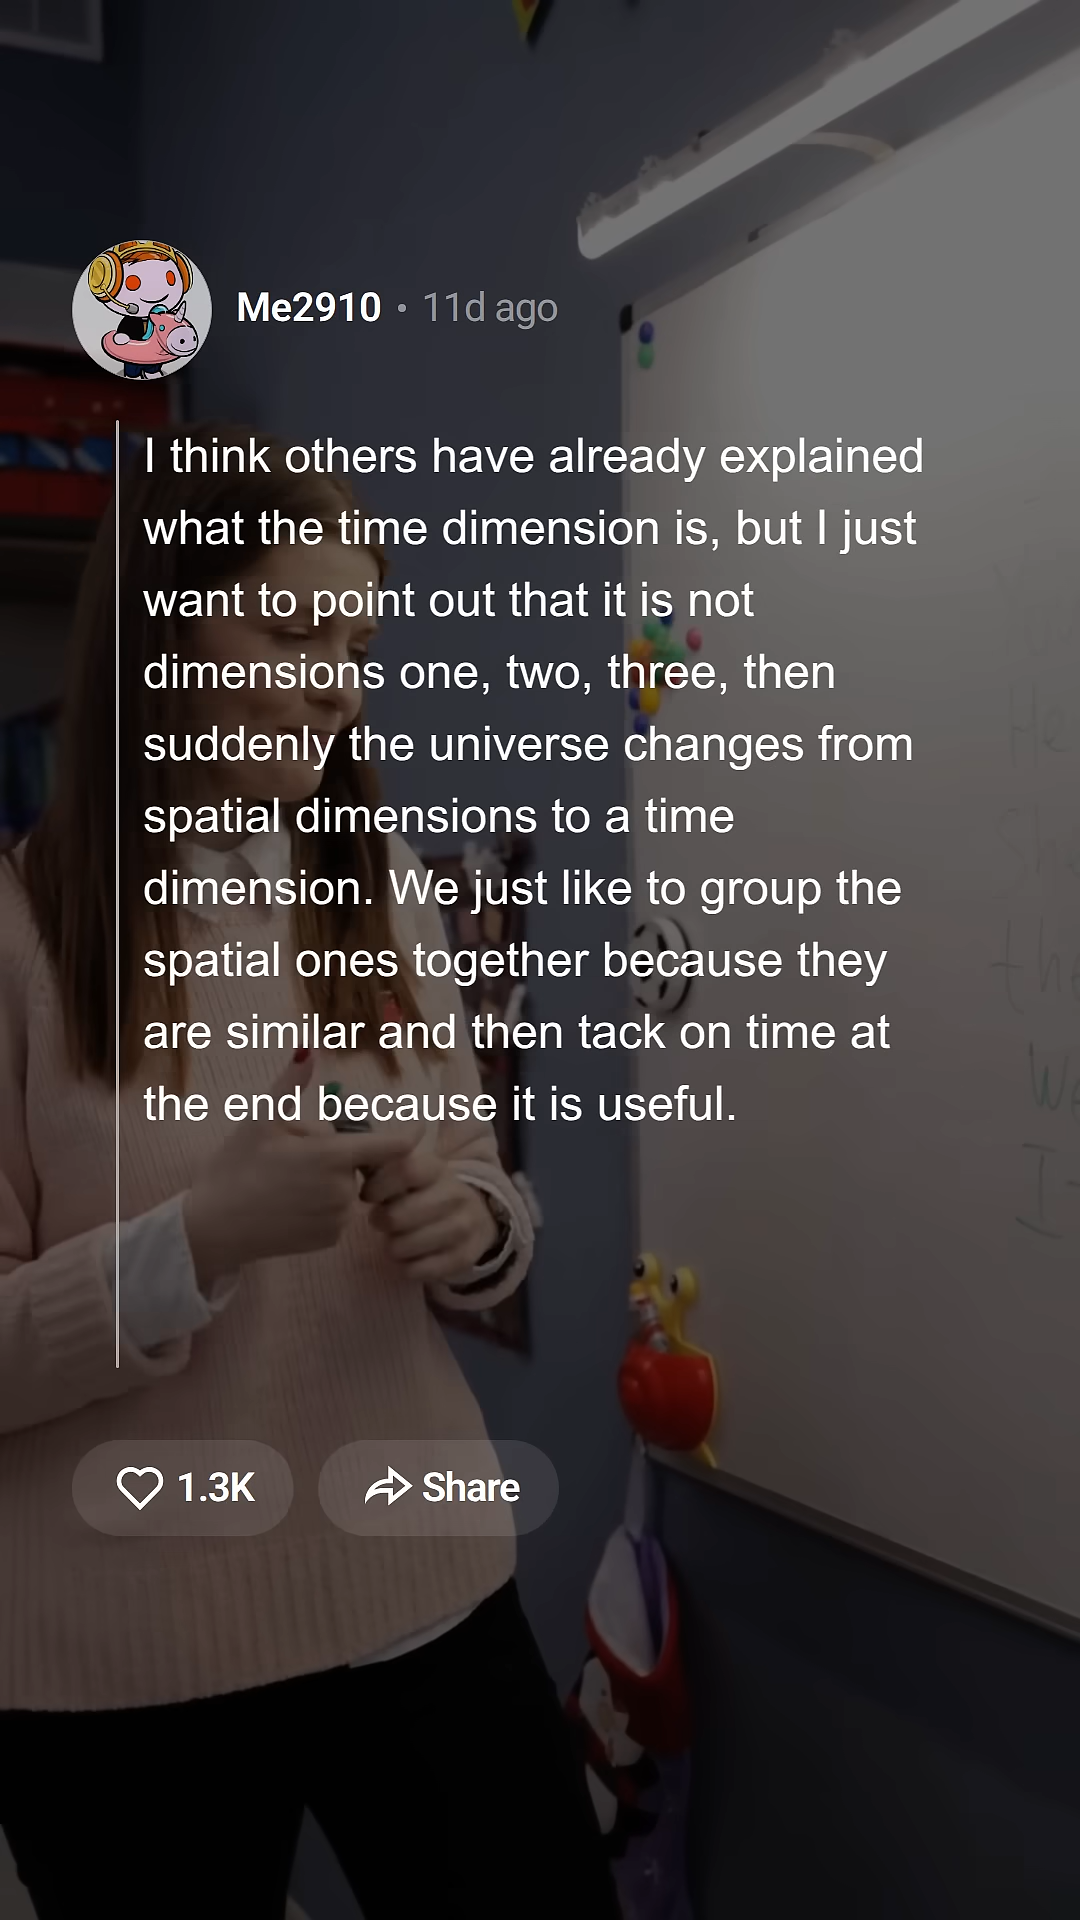 Me2910 • 11d ago
I think others have already explained
what the time dimension is, but I just
want to point out that it is not
dimensions one, two, three, then
suddenly the universe changes from
spatial dimensions to a time
dimension. We just like to group the
spatial ones together because they
are similar and then tack on time at
the end because it is useful.
1.3K
Share